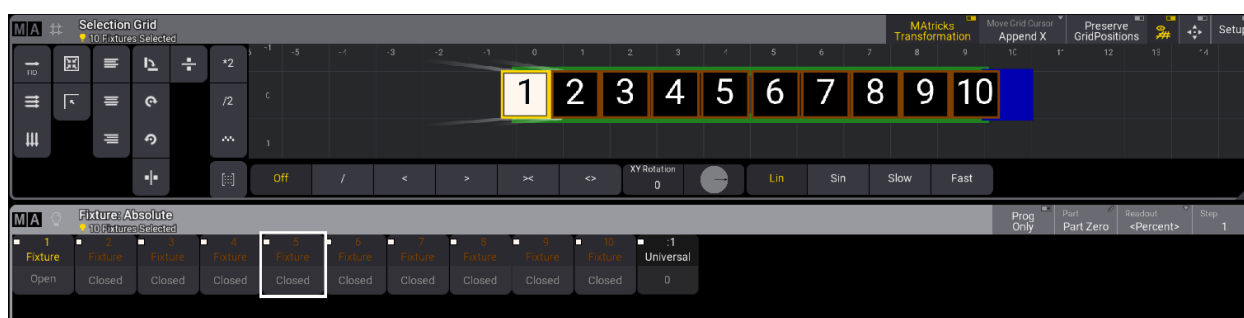 MA Selection Grid
10 Fixtures Selected
MAtricks Transformation
Move Grid Cursor
Append X
Preserve GridPositions
Setup
FIO
*2
/2
-1 -5 -4 -3 -2 -1 0 1 2 3 4 5 6 7 8 9 10 11 12 13 14
0
1
1 2 3 4 5 6 7 8 9 10
Off / < > >< <> XY Rotation 0 Lin Sin Slow Fast
MA Fixture: Absolute
10 Fixtures Selected
Prog Only
Part
Part Zero
Readout
<Percent>
Step
1
1 2 3 4 5 6 7 8 9 10 :1
Fixture Fixture Fixture Fixture Fixture Fixture Fixture Fixture Fixture Fixture Universal
Open Closed Closed Closed Closed Closed Closed Closed Closed Closed 0